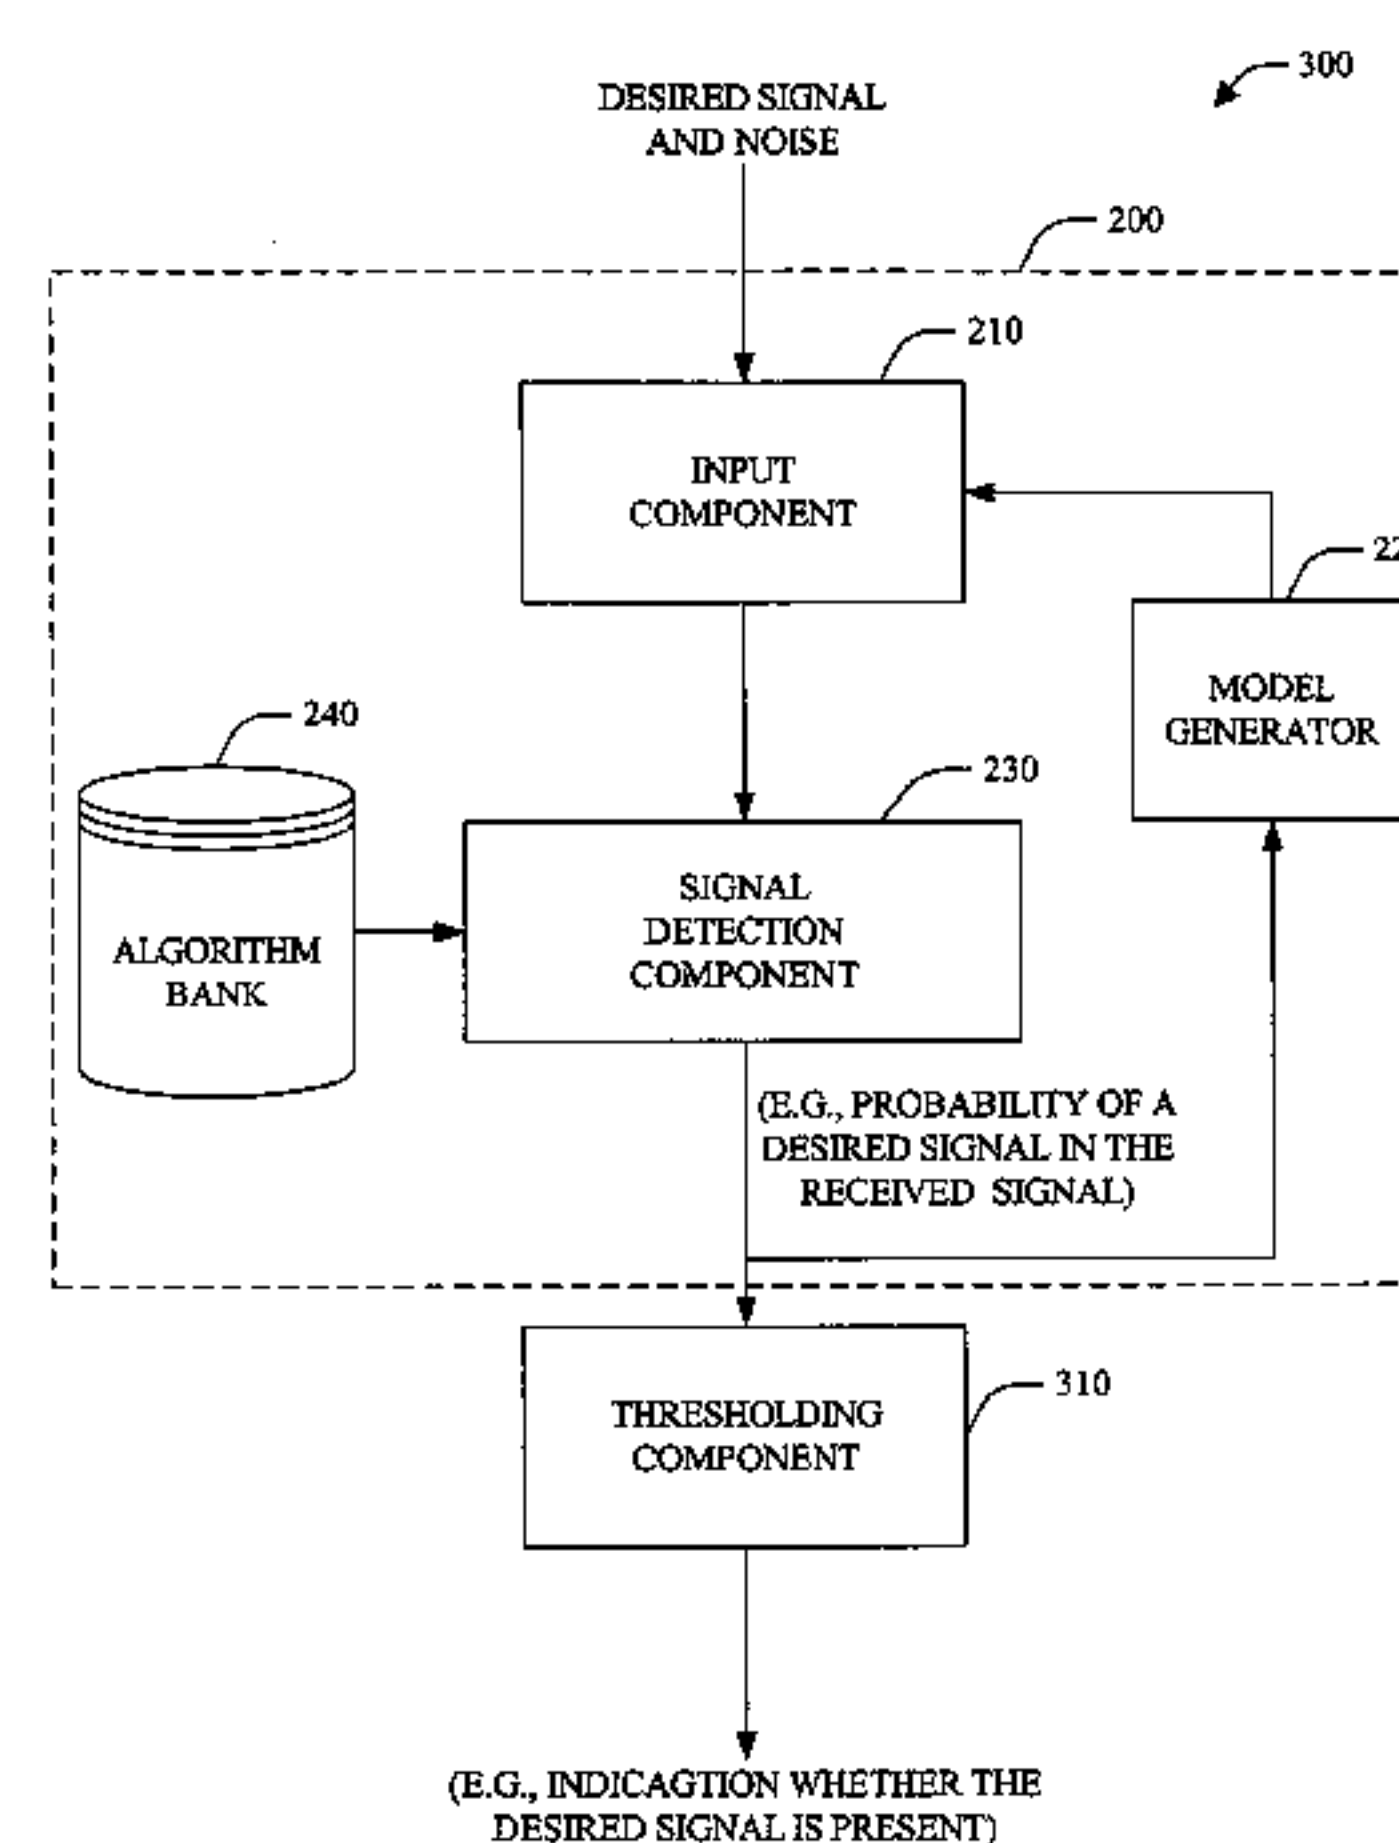 300
DESIRED SIGNAL
AND NOISE
200
210
INPUT
COMPONENT
MODEL
GENERATOR
240
230
ALGORITHM
BANK
SIGNAL
DETECTION
COMPONENT
(E.G., PROBABILITY OF A
DESIRED SIGNAL IN THE
RECEIVED SIGNAL)
310
THRESHOLDING
COMPONENT
(E.G., INDICAGTION WHETHER THE
DESIRED SIGNAL IS PRESENT)